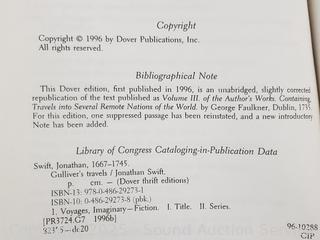 Copyright
Copyright © 1996 by Dover Publications, Inc.
All rights reserved.
Bibliographical Note
This Dover edition, first published in 1996, is an unabridged, slightly corrected
republication of the text published as Volume III. of the Author's Works. Containing,
Travels into Several Remote Nations of the World. by George Faulkner, Dublin, 1735.
For this edition, one suppressed passage has been reinstated, and a new introductory
Note has been added.
Library of Congress Cataloging-in-Publication Data
Swift, Jonathan, 1667–1745.
Gulliver's travels / Jonathan Swift.
p. cm. – (Dover thrift editions)
ISBN-13: 978-0-486-29273-1
ISBN-10: 0-486-29273-8 (pbk.)
1. Voyages, Imaginary–Fiction. I. Title. II. Series.
[PR3724.G7 1996b]
823'.5–dc20
96-10288
CIP